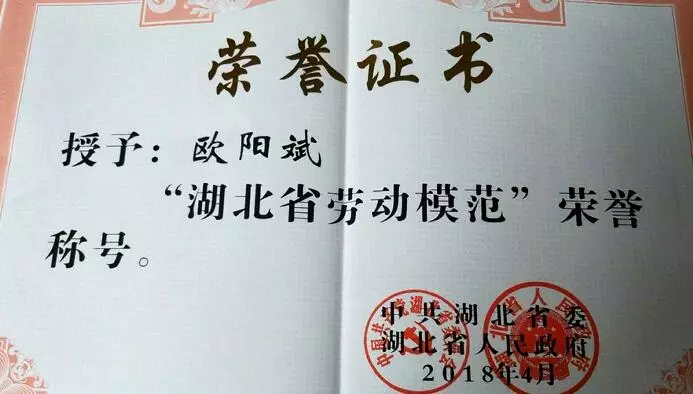 荣誉证书
授予：欧阳斌
“湖北省劳动模范”荣誉
称号。
中共湖北省委
湖北省人民政府
2018年4月